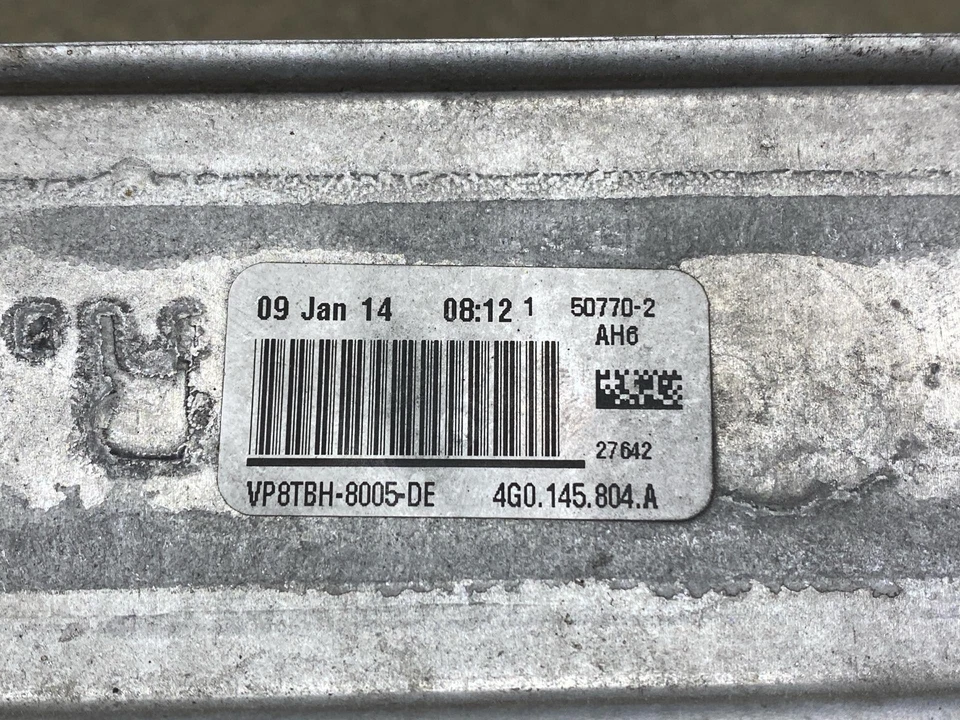 09 Jan 14 08:12 1 50770-2
AH6
27642
VP8TBH-8005-DE 4G0.145.804.A